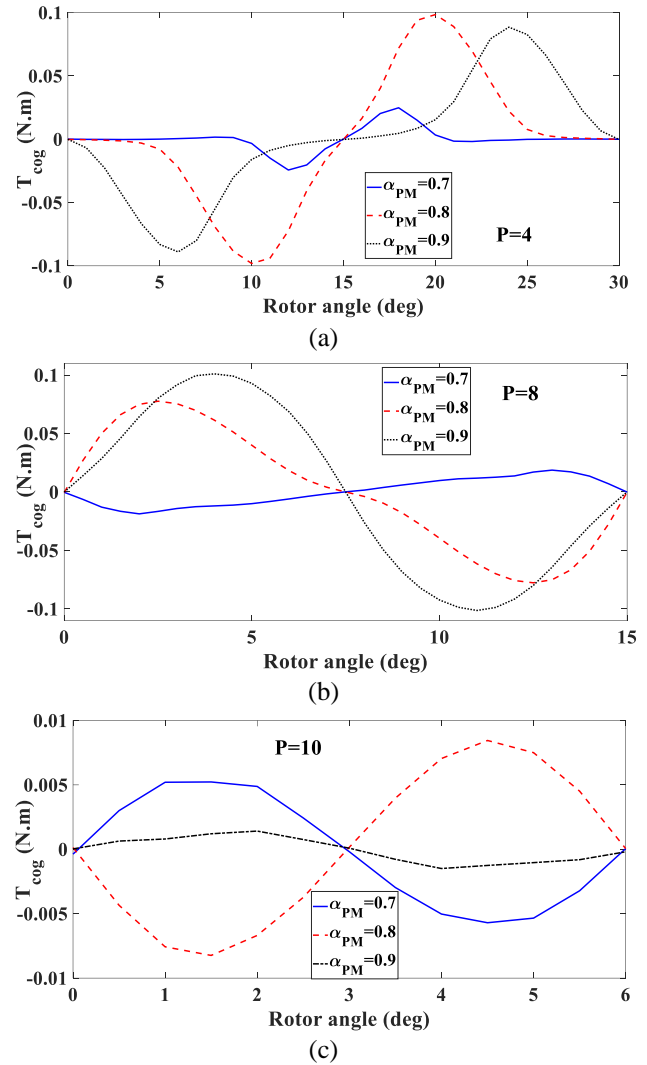 0.1
0.05
0
-0.05
-0.1
T_cog (N.m)
α_PM=0.7
α_PM=0.8
α_PM=0.9
P=4
0 5 10 15 20 25 30
Rotor angle (deg)
(a)
0.1
0.05
0
-0.05
-0.1
T_cog (N.m)
α_PM=0.7
α_PM=0.8
α_PM=0.9
P=8
0 5 10 15
Rotor angle (deg)
(b)
0.01
0.005
0
-0.005
-0.01
T_cog (N.m)
P=10
α_PM=0.7
α_PM=0.8
α_PM=0.9
0 1 2 3 4 5 6
Rotor angle (deg)
(c)